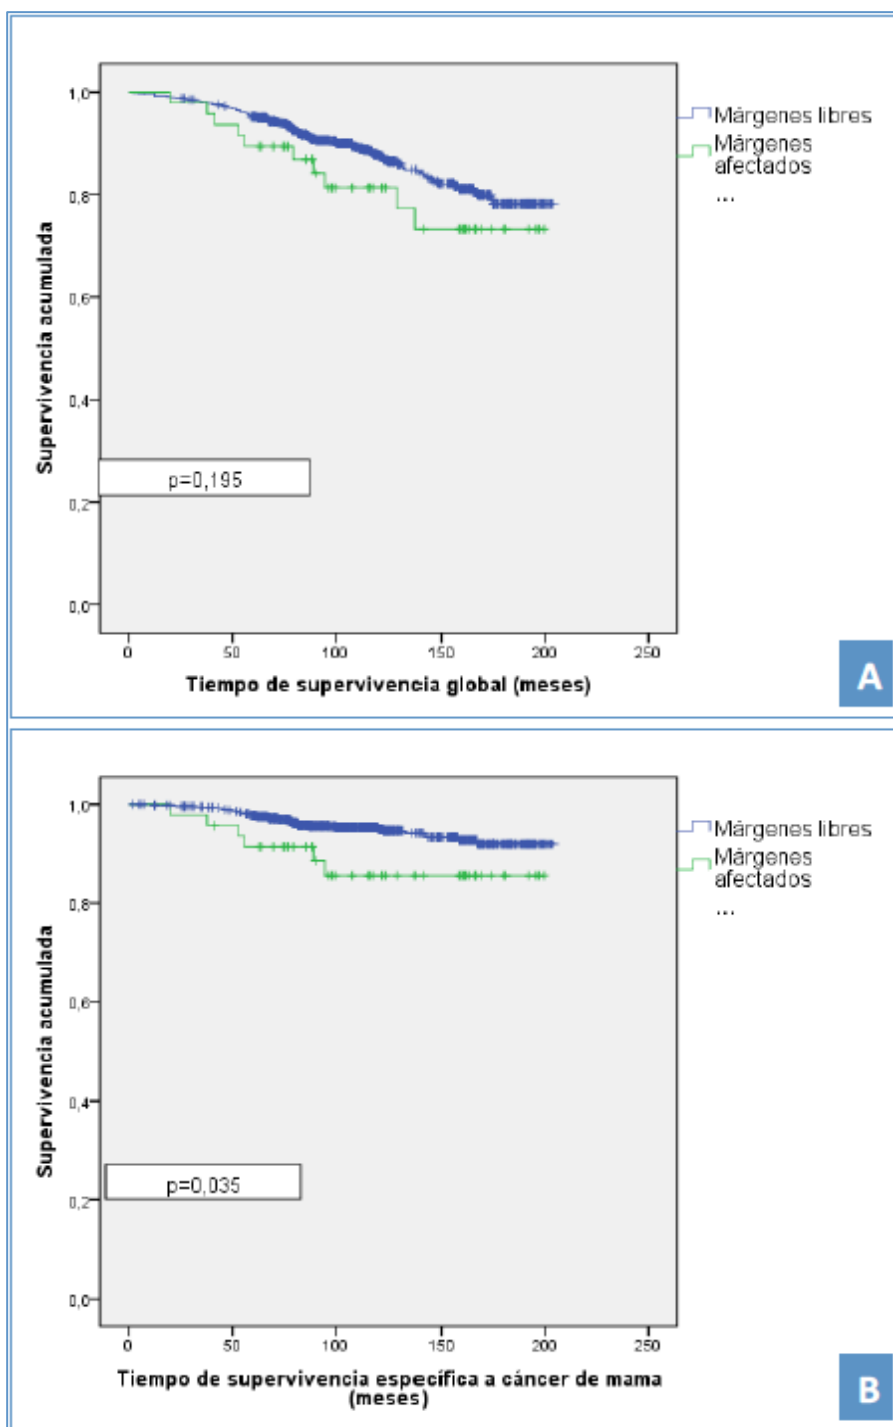 1,0
0,8
0,6
0,4
0,2
0,0
Supervivencia acumulada
p=0,195
0 50 100 150 200 250
Tiempo de supervivencia global (meses)
Márgenes libres
Márgenes
afectados
...
A
1,0
0,8
0,6
0,4
0,2
0,0
Supervivencia acumulada
p=0,035
0 50 100 150 200 250
Tiempo de supervivencia específica a cáncer de mama
(meses)
Márgenes libres
Márgenes
afectados
...
B